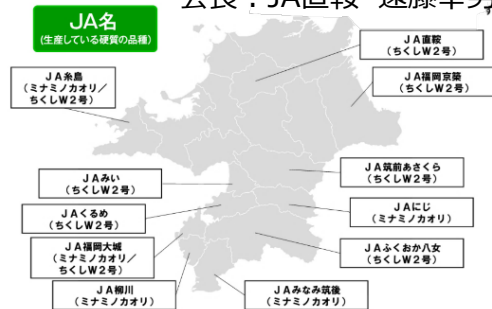 会長：JA直鞍 遠藤幸男
JA名
(生産している硬質の品種)
JA直鞍
(ちくしW2号)
JA福岡京築
(ちくしW2号)
JA糸島
(ミナミノカオリ／
ちくしW2号)
JA筑前あさくら
(ちくしW2号)
JAみい
(ちくしW2号)
JAにじ
(ミナミノカオリ)
JAくるめ
(ちくしW2号)
JAふくおか八女
(ちくしW2号)
JA福岡大城
(ミナミノカオリ／
ちくしW2号)
JA柳川
(ミナミノカオリ)
JAみなみ筑後
(ミナミノカオリ)